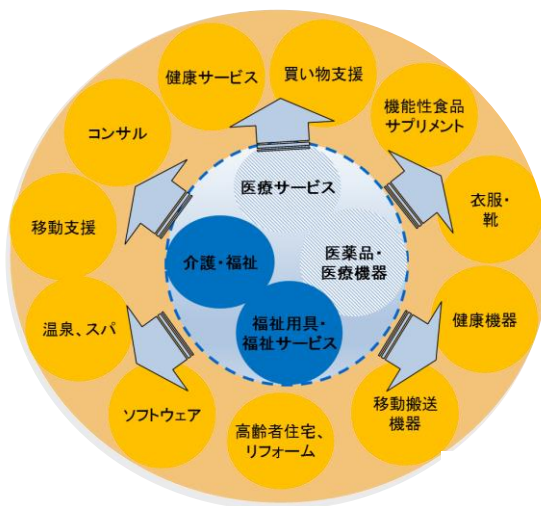 健康サービス
買い物支援
コンサル
機能性食品
サプリメント
医療サービス
移動支援
衣服・
靴
介護・福祉
医薬品・
医療機器
温泉、スパ
健康機器
福祉用具・
福祉サービス
ソフトウェア
移動搬送
機器
高齢者住宅、
リフォーム